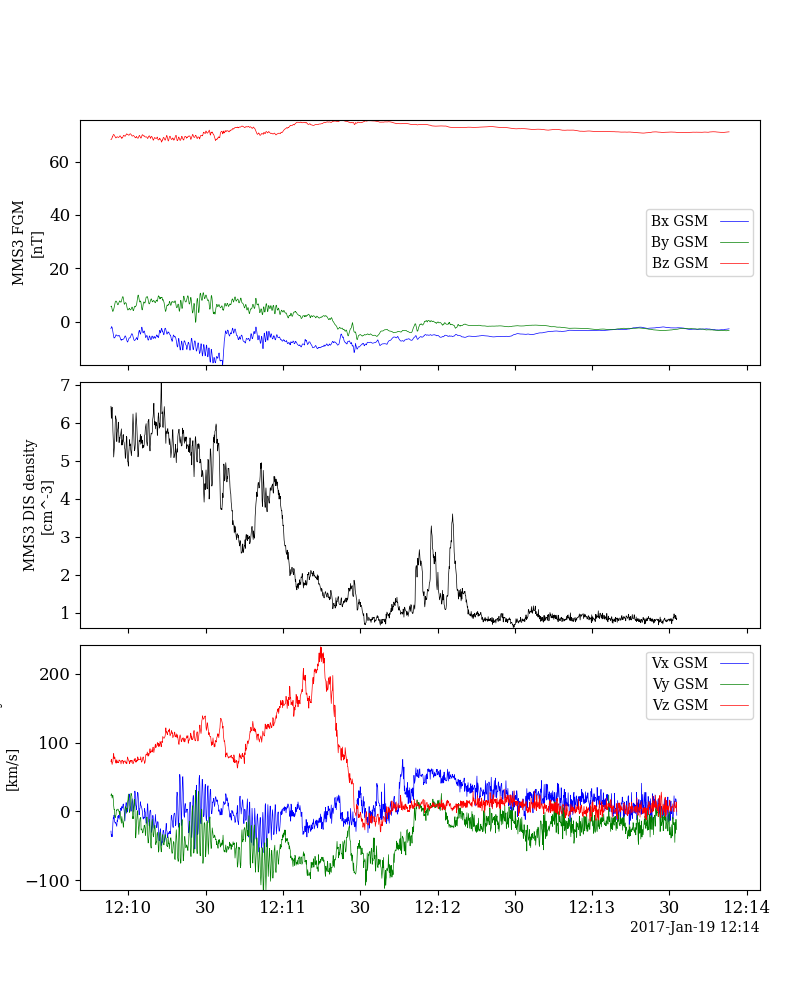 MMS3 FGM
[nT]
60
40
20
0
Bx GSM
By GSM
Bz GSM
MMS3 DIS density
[cm^-3]
7
6
5
4
3
2
1
[km/s]
200
100
0
−100
Vx GSM
Vy GSM
Vz GSM
12:10 30 12:11 30 12:12 30 12:13 30 12:14
2017-Jan-19 12:14